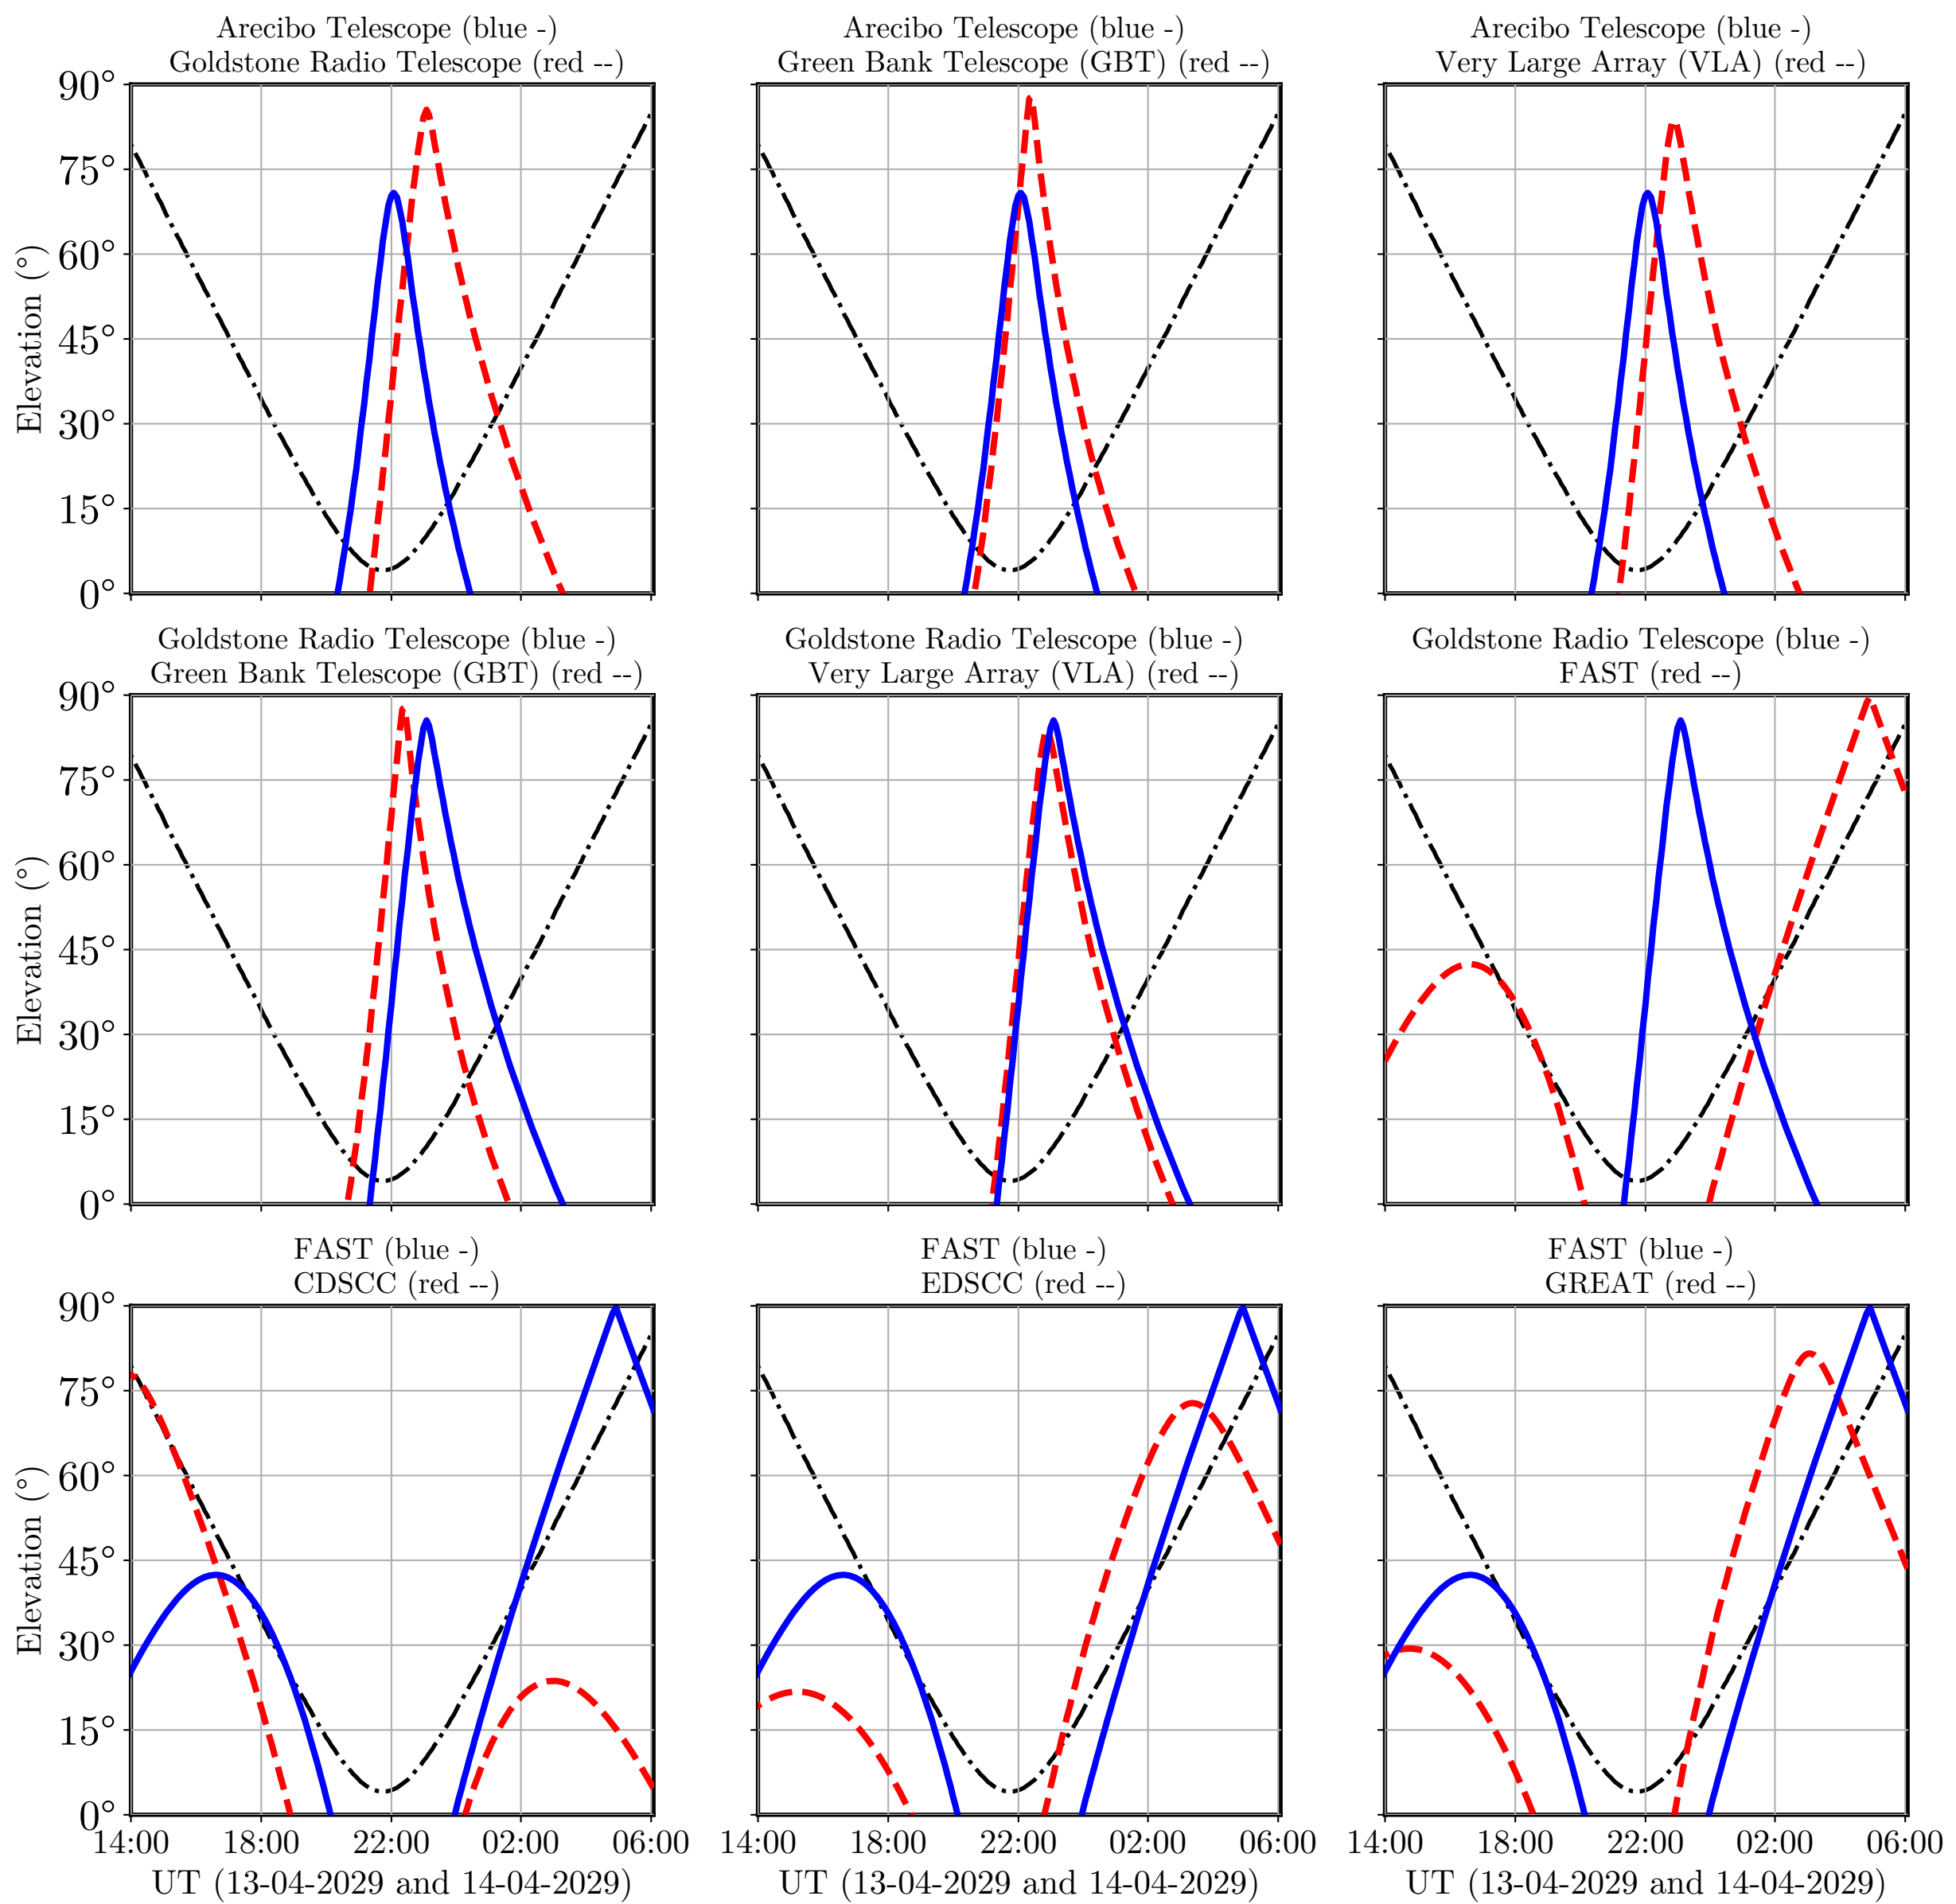 Arecibo Telescope (blue -)
Goldstone Radio Telescope (red --)
Arecibo Telescope (blue -)
Green Bank Telescope (GBT) (red --)
Arecibo Telescope (blue -)
Very Large Array (VLA) (red --)
90°
75°
60°
45°
30°
15°
0°
Elevation (°)
Goldstone Radio Telescope (blue -)
Green Bank Telescope (GBT) (red --)
Goldstone Radio Telescope (blue -)
Very Large Array (VLA) (red --)
Goldstone Radio Telescope (blue -)
FAST (red --)
90°
75°
60°
45°
30°
15°
0°
Elevation (°)
FAST (blue -)
CDSCC (red --)
FAST (blue -)
EDSCC (red --)
FAST (blue -)
GREAT (red --)
90°
75°
60°
45°
30°
15°
0°
Elevation (°)
14:00 18:00 22:00 02:00 06:00
UT (13-04-2029 and 14-04-2029)
14:00 18:00 22:00 02:00 06:00
UT (13-04-2029 and 14-04-2029)
14:00 18:00 22:00 02:00 06:00
UT (13-04-2029 and 14-04-2029)